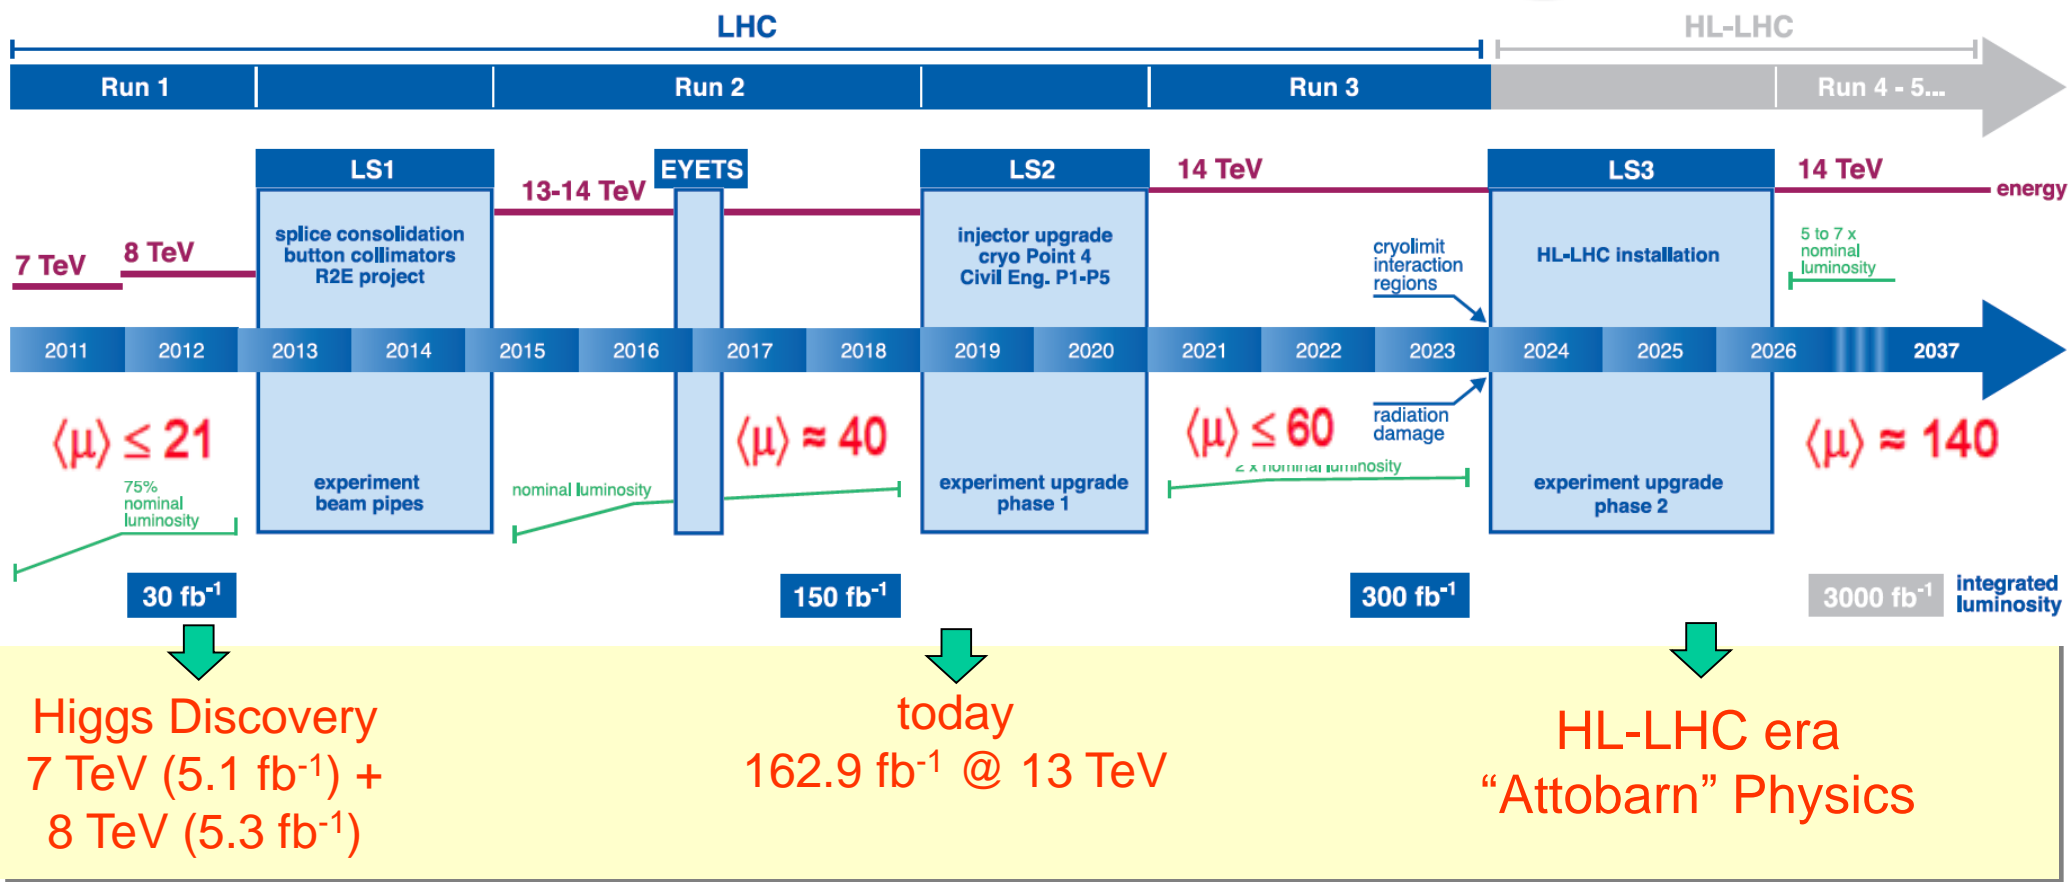 LHC
HL-LHC
Run 1
Run 2
Run 3
Run 4 - 5...
LS1
EYETS
LS2
LS3
13-14 TeV
14 TeV
14 TeV
energy
7 TeV
8 TeV
splice consolidation
button collimators
R2E project
injector upgrade
cryo Point 4
Civil Eng. P1-P5
cryolimit
interaction
regions
HL-LHC installation
5 to 7 x
nominal
luminosity
2011
2012
2013
2014
2015
2016
2017
2018
2019
2020
2021
2022
2023
2024
2025
2026
2037
⟨μ⟩ ≤ 21
⟨μ⟩ ≈ 40
⟨μ⟩ ≤ 60
radiation
damage
⟨μ⟩ ≈ 140
75%
nominal
luminosity
experiment
beam pipes
nominal luminosity
experiment upgrade
phase 1
2 x nominal luminosity
experiment upgrade
phase 2
30 fb⁻¹
150 fb⁻¹
300 fb⁻¹
3000 fb⁻¹
integrated
luminosity
Higgs Discovery
7 TeV (5.1 fb⁻¹) +
8 TeV (5.3 fb⁻¹)
today
162.9 fb⁻¹ @ 13 TeV
HL-LHC era
“Attobarn” Physics